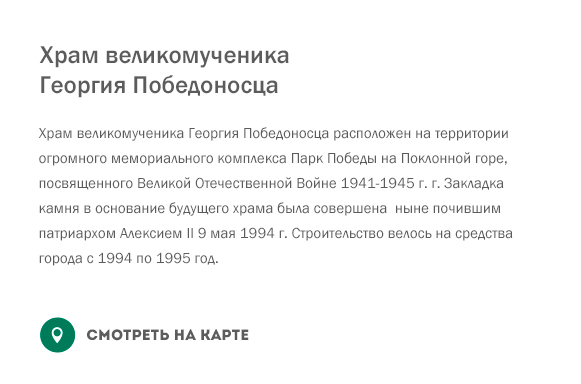 Храм великомученика
Георгия Победоносца
Храм великомученика Георгия Победоносца расположен на территории
огромного мемориального комплекса Парк Победы на Поклонной горе,
посвященного Великой Отечественной Войне 1941-1945 г. г. Закладка
камня в основание будущего храма была совершена  ныне почившим
патриархом Алексием II 9 мая 1994 г. Строительство велось на средства
города с 1994 по 1995 год.
СМОТРЕТЬ НА КАРТЕ